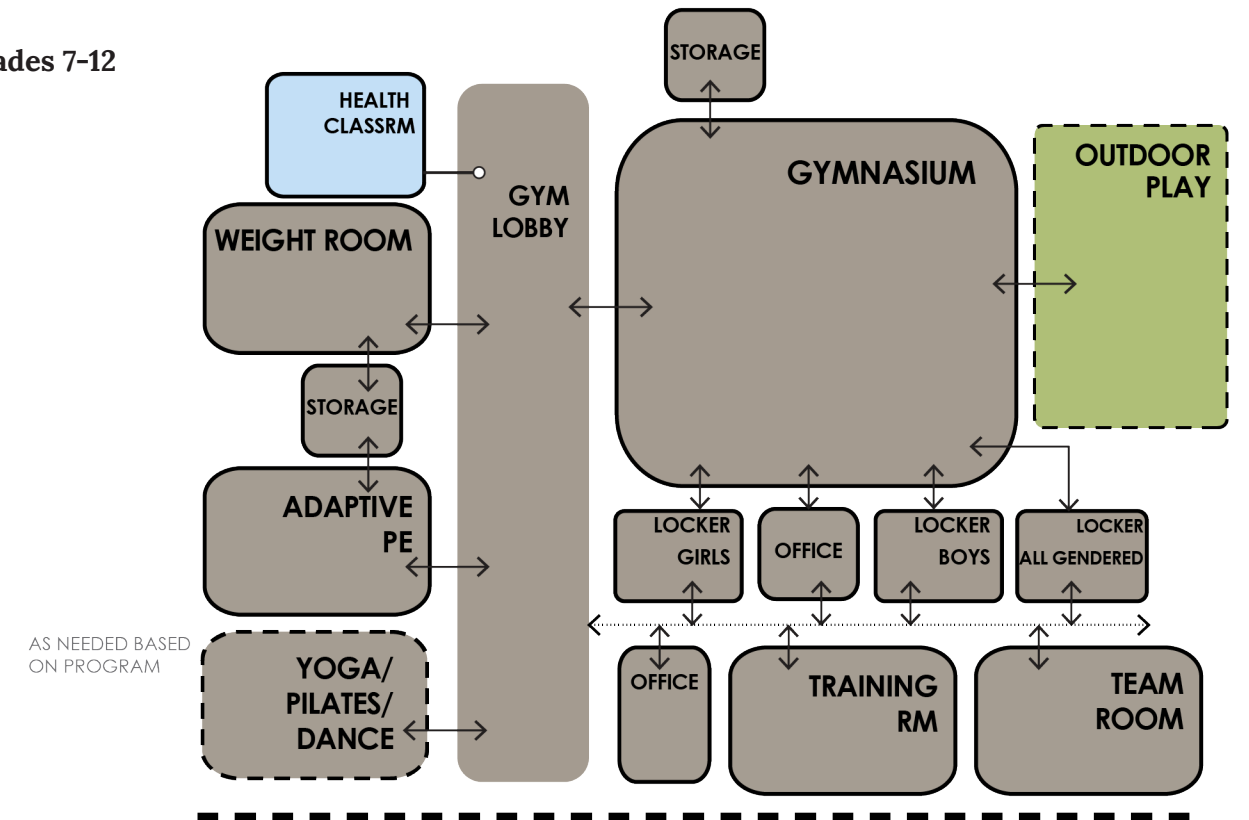 ades 7-12
STORAGE
HEALTH
CLASSRM
GYMNASIUM
OUTDOOR
PLAY
GYM
LOBBY
WEIGHT ROOM
STORAGE
ADAPTIVE
PE
LOCKER
GIRLS
OFFICE
LOCKER
BOYS
LOCKER
ALL GENDERED
AS NEEDED BASED
ON PROGRAM
YOGA/
PILATES/
DANCE
OFFICE
TRAINING
RM
TEAM
ROOM